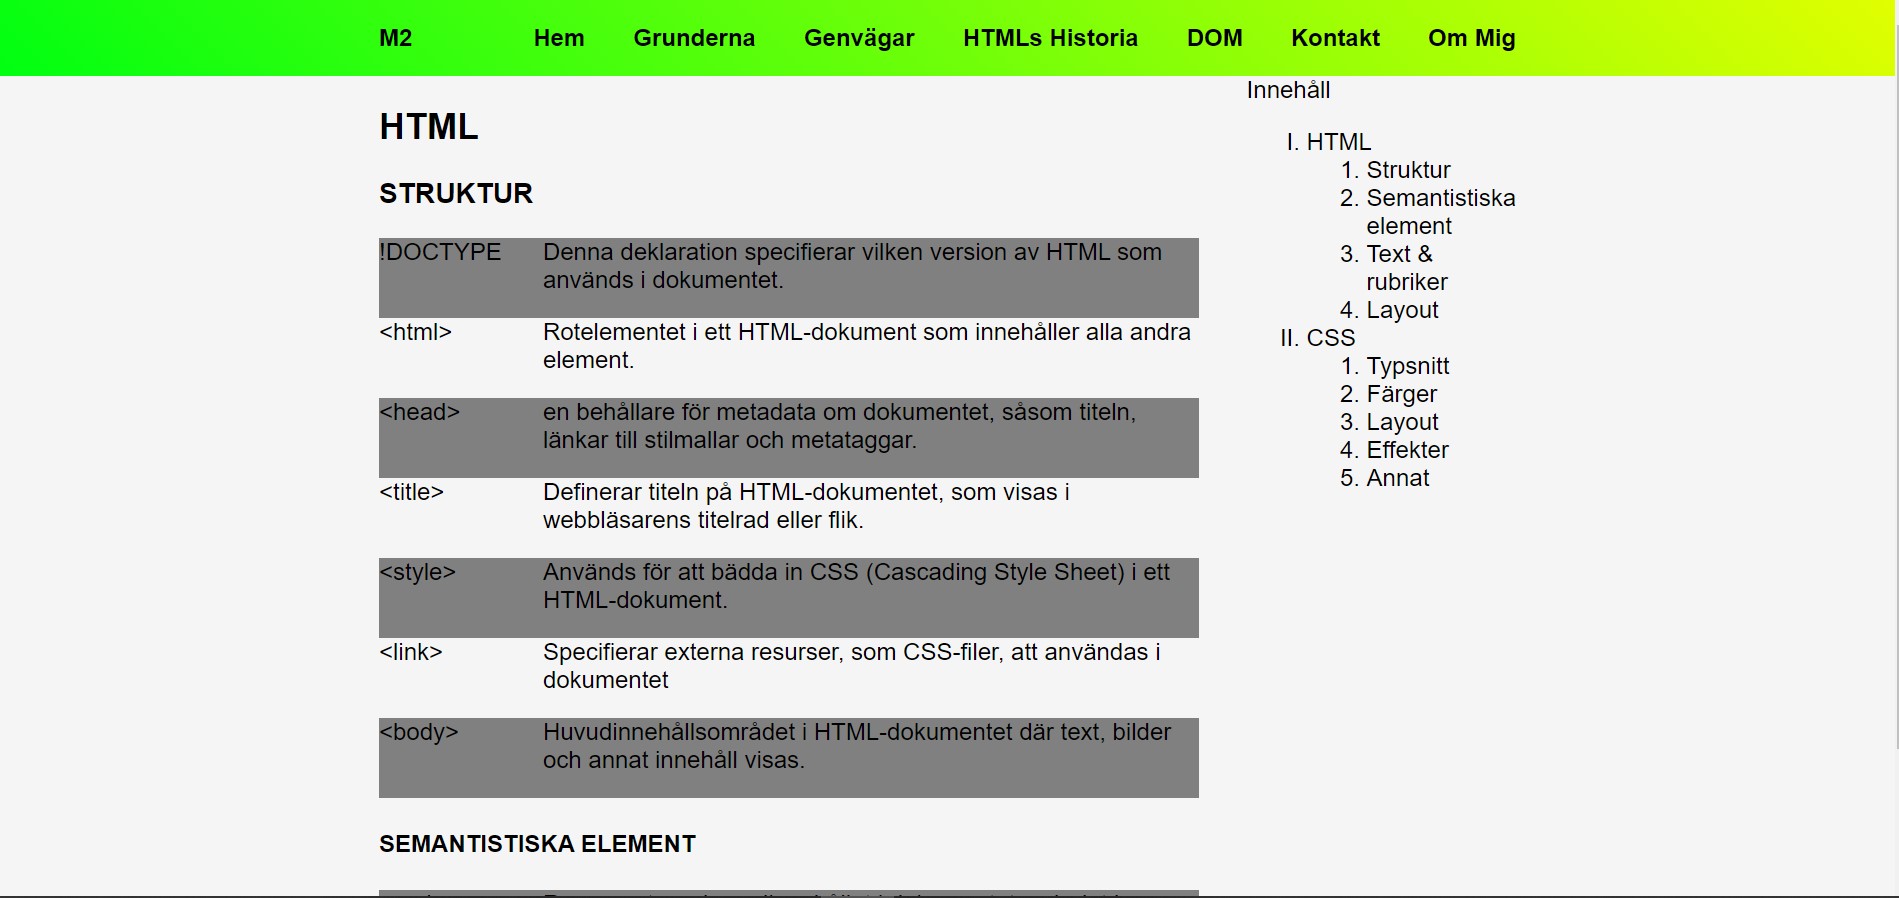 M2 Hem Grunderna Genvägar HTMLs Historia DOM Kontakt Om Mig
HTML
STRUKTUR
!DOCTYPE Denna deklaration specifierar vilken version av HTML som
används i dokumentet.
<html> Rotelementet i ett HTML-dokument som innehåller alla andra
element.
<head> en behållare för metadata om dokumentet, såsom titeln,
länkar till stilmallar och metataggar.
<title> Definerar titeln på HTML-dokumentet, som visas i
webbläsarens titelrad eller flik.
<style> Används för att bädda in CSS (Cascading Style Sheet) i ett
HTML-dokument.
<link> Specifierar externa resurser, som CSS-filer, att användas i
dokumentet
<body> Huvudinnehållsområdet i HTML-dokumentet där text, bilder
och annat innehåll visas.
SEMANTISTISKA ELEMENT
Innehåll
I. HTML
1. Struktur
2. Semantistiska
element
3. Text &
rubriker
4. Layout
II. CSS
1. Typsnitt
2. Färger
3. Layout
4. Effekter
5. Annat